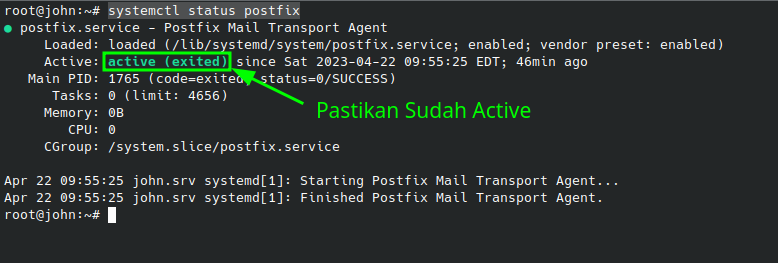 root@john:~# systemctl status postfix
● postfix.service - Postfix Mail Transport Agent
Loaded: loaded (/lib/systemd/system/postfix.service; enabled; vendor preset: enabled)
Active: active (exited) since Sat 2023-04-22 09:55:25 EDT; 46min ago
Main PID: 1765 (code=exited, status=0/SUCCESS)
Tasks: 0 (limit: 4656)
Memory: 0B
CPU: 0
CGroup: /system.slice/postfix.service
Pastikan Sudah Active
Apr 22 09:55:25 john.srv systemd[1]: Starting Postfix Mail Transport Agent...
Apr 22 09:55:25 john.srv systemd[1]: Finished Postfix Mail Transport Agent.
root@john:~#